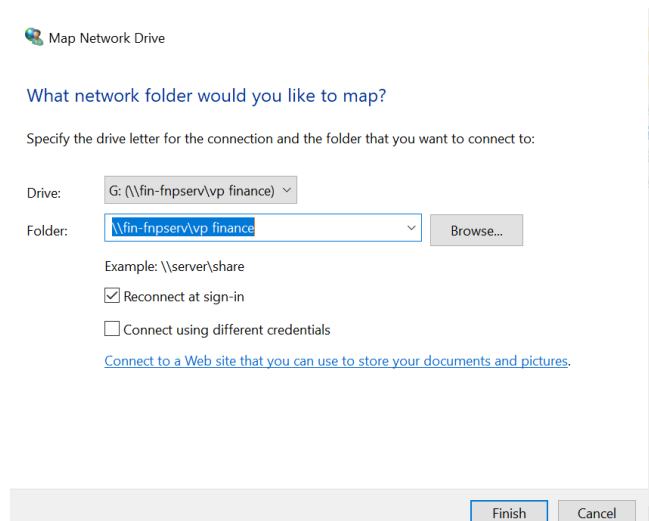 Map Network Drive
What network folder would you like to map?
Specify the drive letter for the connection and the folder that you want to connect to:
Drive: G: (\\fin-fnpserv\vp finance)
Folder: \\fin-fnpserv\vp finance Browse...
Example: \\server\share
Reconnect at sign-in
Connect using different credentials
Connect to a Web site that you can use to store your documents and pictures.
Finish Cancel